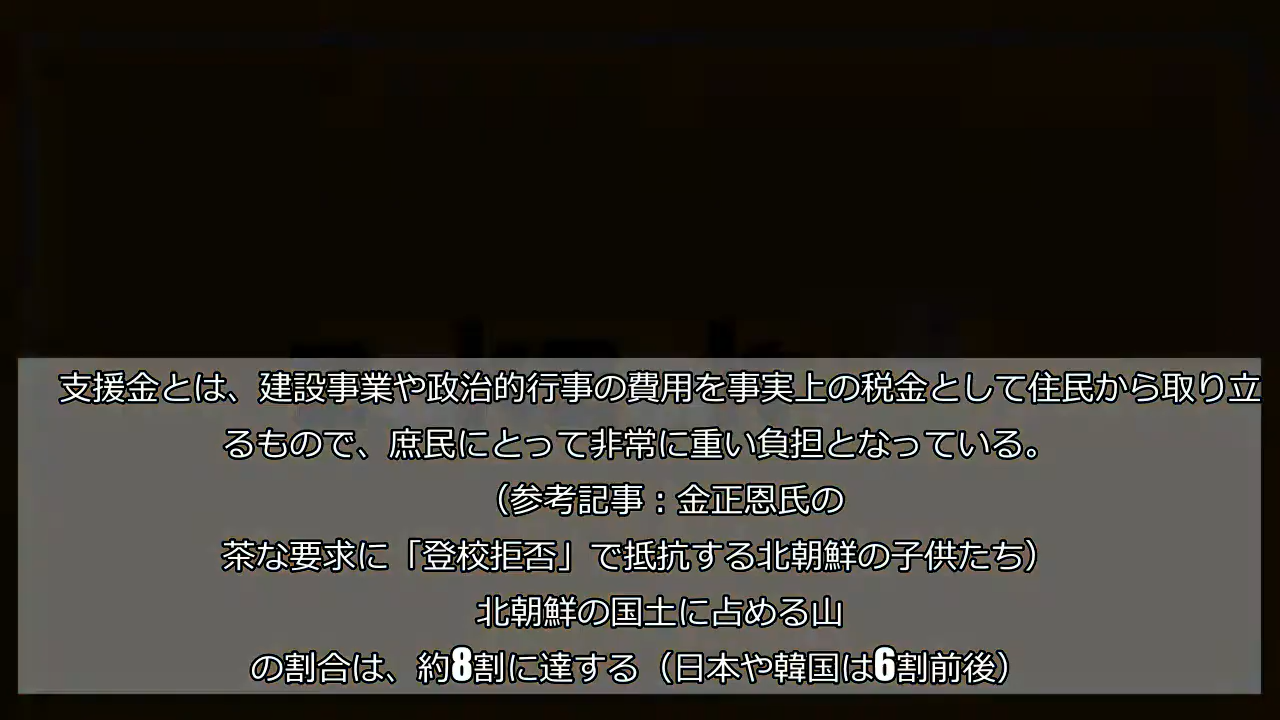 支援金とは、建設事業や政治的行事の費用を事実上の税金として住民から取り立
るもので、庶民にとって非常に重い負担となっている。
（参考記事：金正恩氏の
茶な要求に「登校拒否」で抵抗する北朝鮮の子供たち）
北朝鮮の国土に占める山
の割合は、約8割に達する（日本や韓国は6割前後）